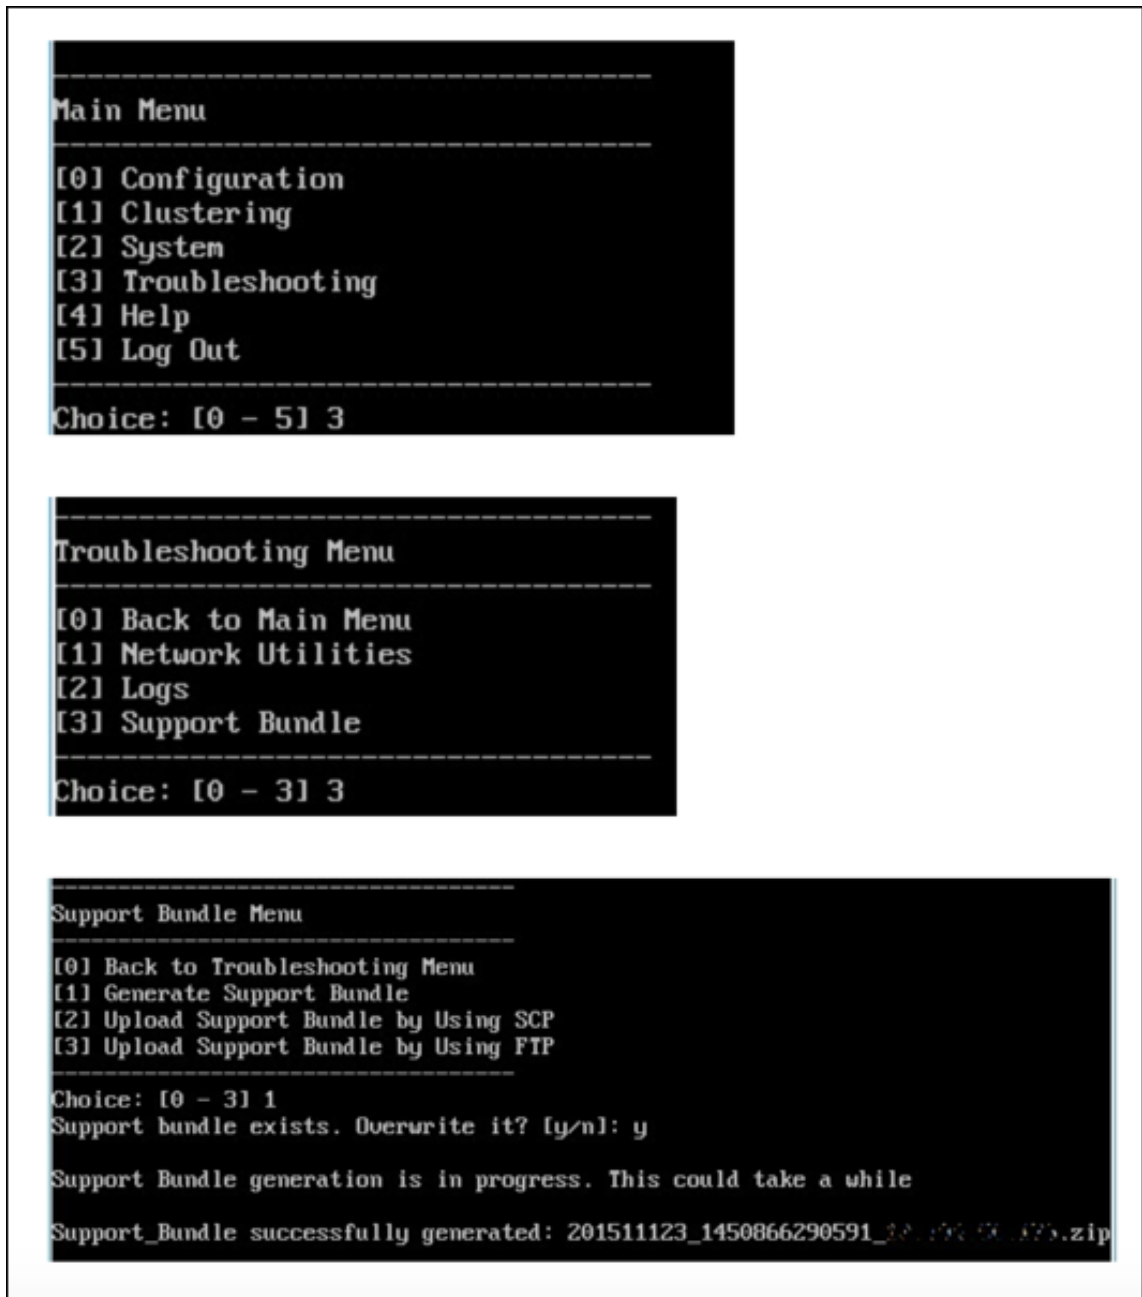 -----------------------------------
Main Menu
-----------------------------------
[0] Configuration
[1] Clustering
[2] System
[3] Troubleshooting
[4] Help
[5] Log Out
-----------------------------------
Choice: [0 - 5] 3
-----------------------------------
Troubleshooting Menu
-----------------------------------
[0] Back to Main Menu
[1] Network Utilities
[2] Logs
[3] Support Bundle
-----------------------------------
Choice: [0 - 3] 3
-----------------------------------
Support Bundle Menu
-----------------------------------
[0] Back to Troubleshooting Menu
[1] Generate Support Bundle
[2] Upload Support Bundle by Using SCP
[3] Upload Support Bundle by Using FTP
-----------------------------------
Choice: [0 - 3] 1
Support bundle exists. Overwrite it? [y/n]: y
Support Bundle generation is in progress. This could take a while
Support_Bundle successfully generated: 201511123_1450866290591_ .zip